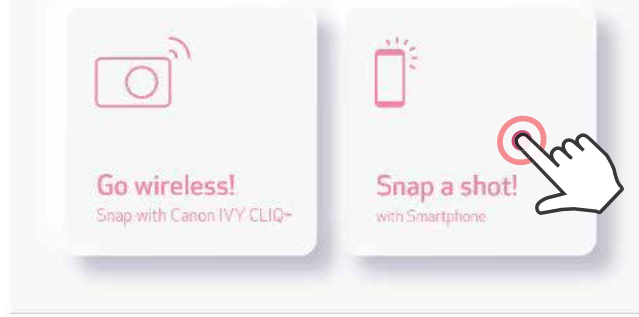 Go wireless!
Snap with Canon IVY CLIQ+
Snap a shot!
with Smartphone